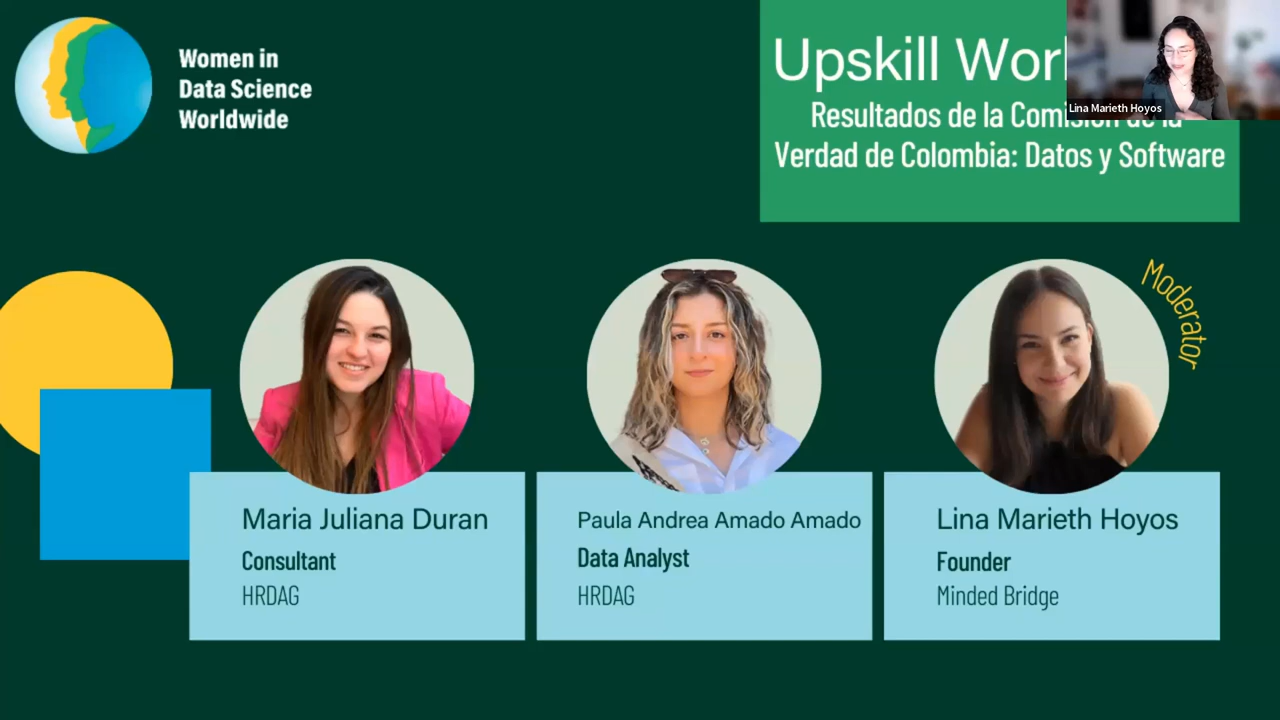 Women in
Data Science
Worldwide
Upskill Wor
Lina Marieth Hoyos
Resultados de la Comisión de la
Verdad de Colombia: Datos y Software
Moderator
Maria Juliana Duran
Consultant
HRDAG
Paula Andrea Amado Amado
Data Analyst
HRDAG
Lina Marieth Hoyos
Founder
Minded Bridge